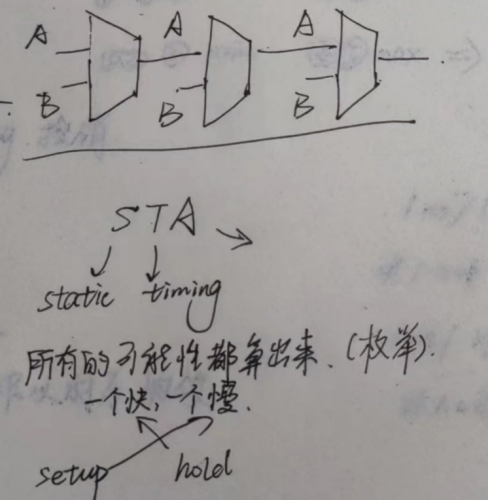 A A A
B B B
STA
static timing
所有的可能性都算出来.(枚举).
一个快,一个慢.
setup hold